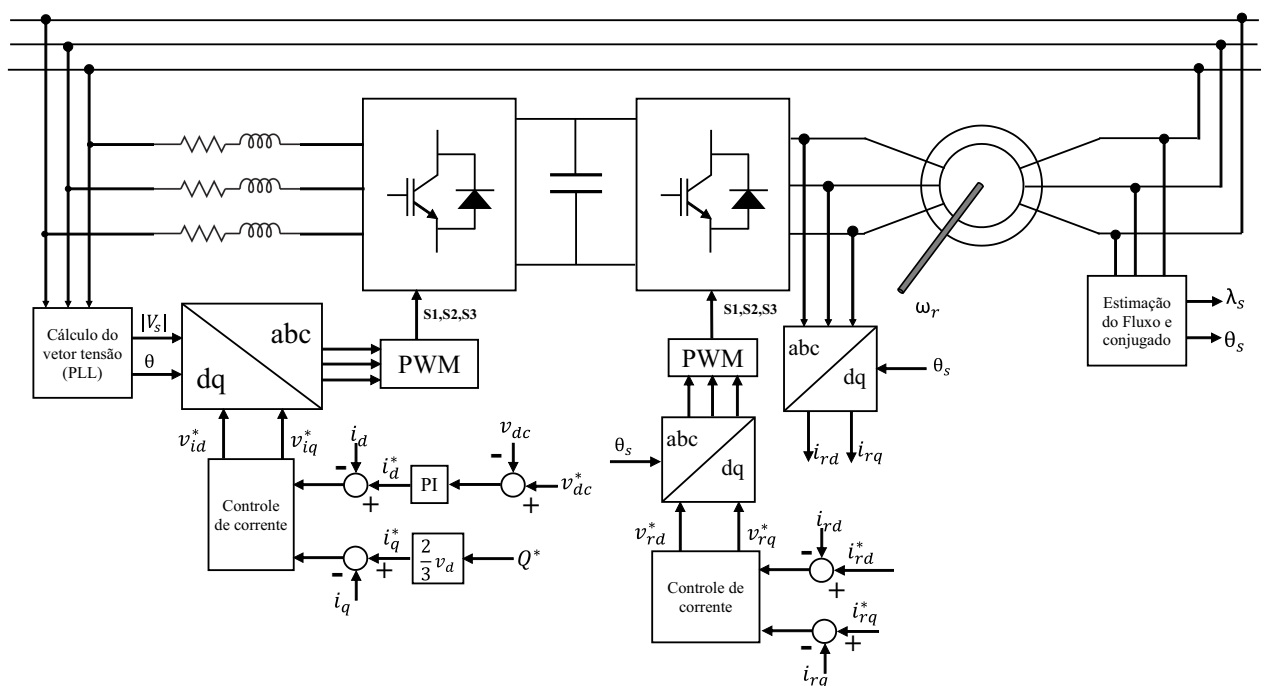 S1,S2,S3
S1,S2,S3
ω_r
Estimação
do Fluxo e
conjugado
λ_s
θ_s
Cálculo do
vetor tensão
(PLL)
|V_s|
θ
abc
dq
PWM
PWM
abc
dq
θ_s
i_rd
i_rq
v_id^*
v_iq^*
i_d
i_d^*
PI
v_dc
v_dc^*
-
+
-
+
Controle
de corrente
i_q^*
2/3 v_d
Q^*
-
+
i_q
θ_s
abc
dq
v_rd^*
v_rq^*
Controle de
corrente
i_rd
i_rd^*
-
+
i_rq^*
-
+
i_rq